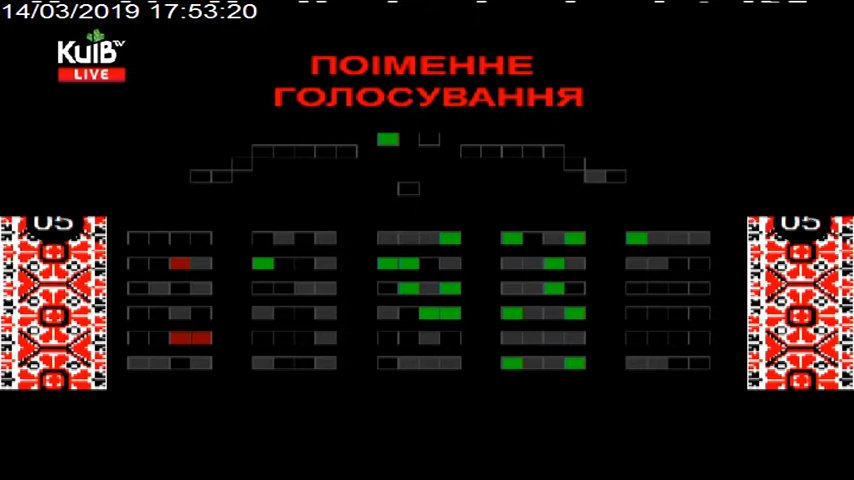 14/03/2019 17:53:20
КиїВ TV
LIVE
ПОІМЕННЕ
ГОЛОСУВАННЯ
05
05